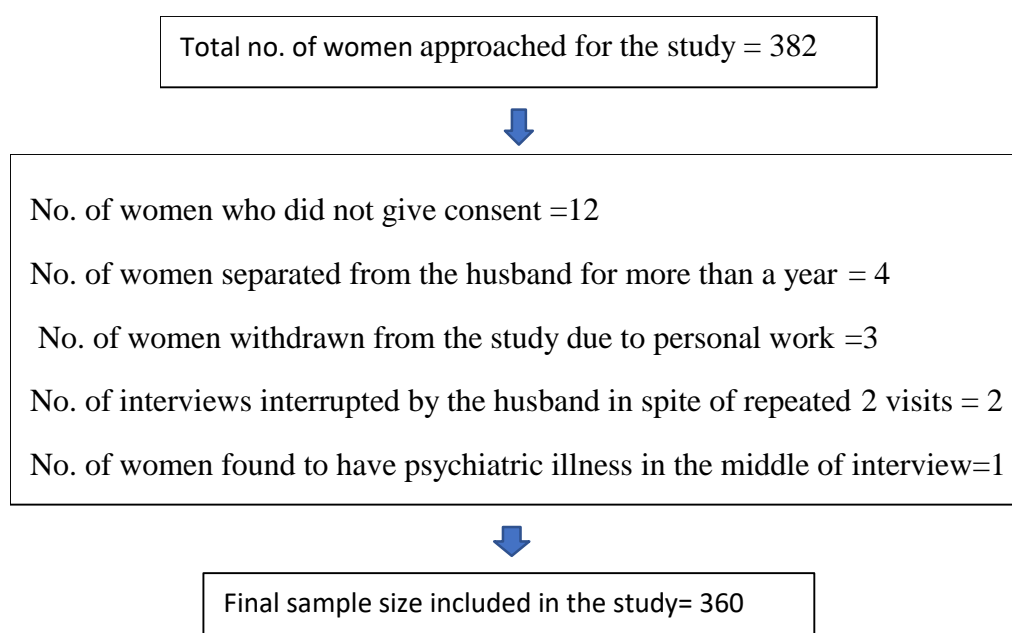 Total no. of women approached for the study = 382
No. of women who did not give consent =12
No. of women separated from the husband for more than a year = 4
No. of women withdrawn from the study due to personal work =3
No. of interviews interrupted by the husband in spite of repeated 2 visits = 2
No. of women found to have psychiatric illness in the middle of interview=1
Final sample size included in the study= 360